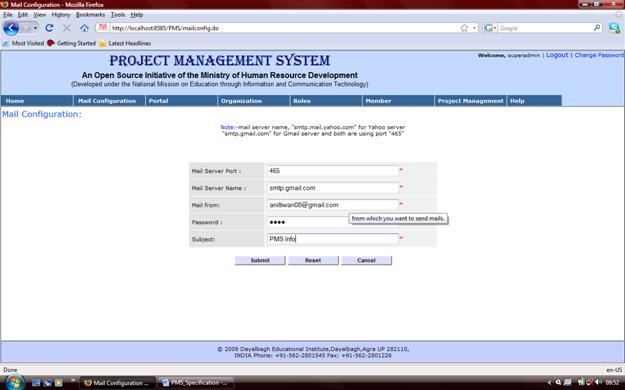 Mail Configuration - Mozilla Firefox
File Edit View History Bookmarks Tools Help
http://localhost:8585/PMS/mailconfig.do
Google
Most Visited Getting Started Latest Headlines
PROJECT MANAGEMENT SYSTEM
Welcome, superadmin | Logout | Change Password
An Open Source Initiative of the Ministry of Human Resource Development
(Developed under the National Mission on Education through Information and Communication Technology)
Home Mail Configuration Portal Organization Roles Member Project Management Help
Mail Configuration:
Note:-mail server name, "smtp.mail.yahoo.com" for Yahoo server
"smtp.gmail.com" for Gmail server and both are using port "465"
Mail Server Port : 465 *
Mail Server Name : smtp.gmail.com *
Mail from: aniltiwari08@gmail.com *
Password : ●●●●
from which you want to send mails.
Subject: PMS Info *
Submit Reset Cancel
© 2009 Dayalbagh Educational Institute,Dayalbagh,Agra UP 282110,
INDIA Phone: +91-562-2801545 Fax: +91-562-2801226
Done
en-US
Mail Configuration ... PMS_Specification - ... 09:52